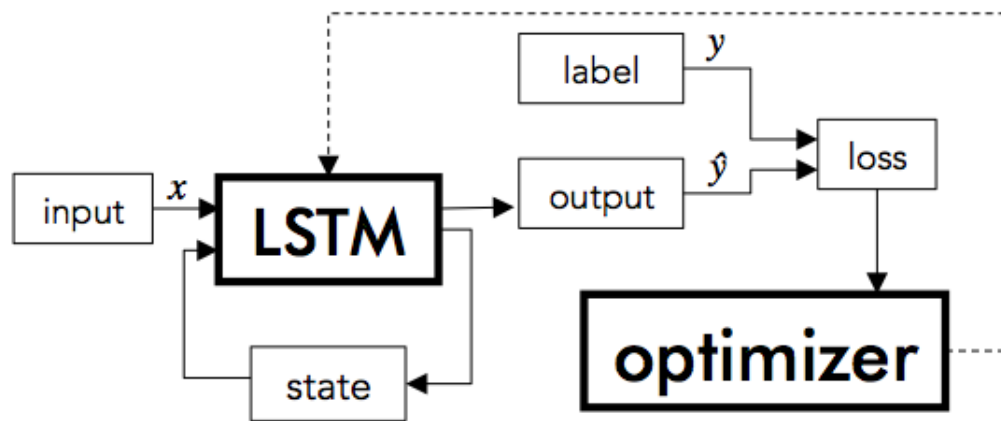 label
y
input
x
LSTM
output
ŷ
loss
state
optimizer